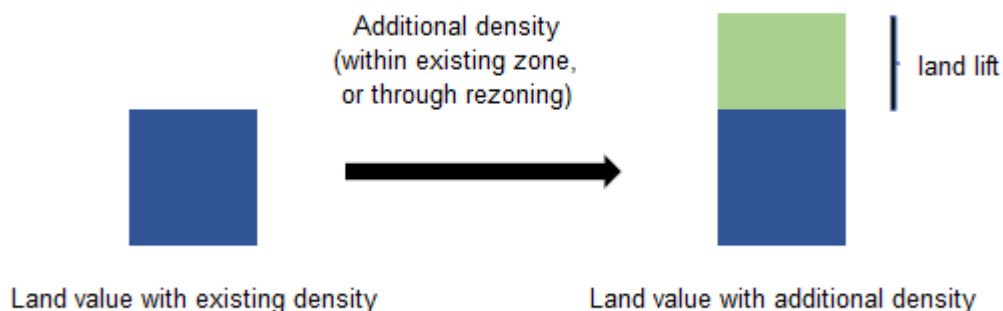 Additional density
(within existing zone,
or through rezoning)
land lift
Land value with existing density
Land value with additional density